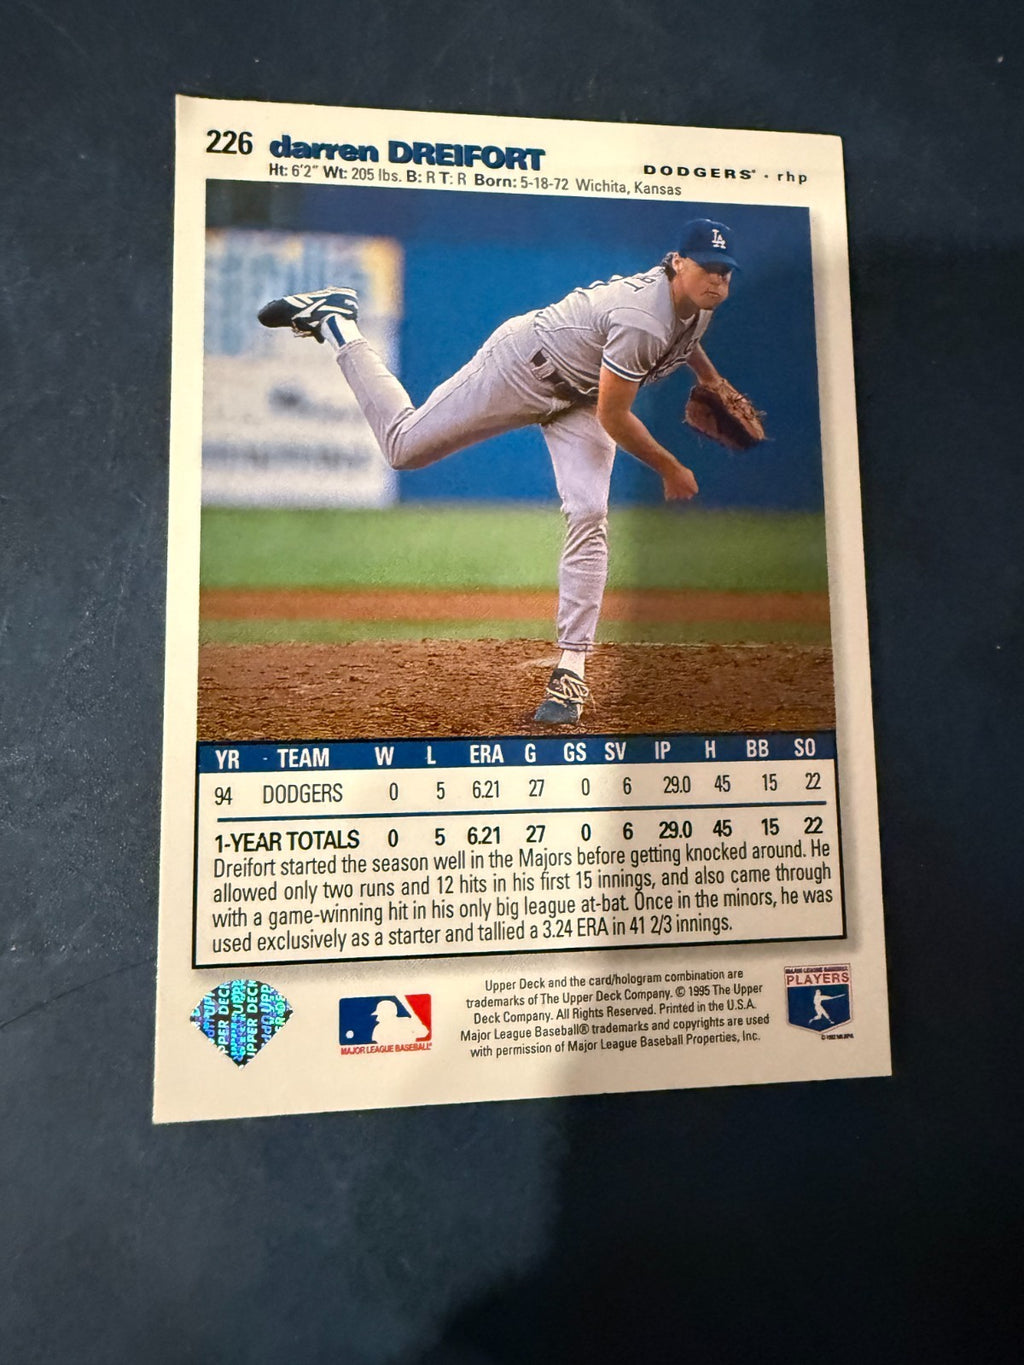 226 darren DREIFORT
DODGERS · rhp
Ht: 6'2" Wt: 205 lbs. B: R T: R Born: 5-18-72 Wichita, Kansas
LA
YR - TEAM W L ERA G GS SV IP H BB SO
94 DODGERS 0 5 6.21 27 0 6 29.0 45 15 22
1-YEAR TOTALS 0 5 6.21 27 0 6 29.0 45 15 22
Dreifort started the season well in the Majors before getting knocked around. He
allowed only two runs and 12 hits in his first 15 innings, and also came through
with a game-winning hit in his only big league at-bat. Once in the minors, he was
used exclusively as a starter and tallied a 3.24 ERA in 41 2/3 innings.
UPPER DECK
MAJOR LEAGUE BASEBALL
Upper Deck and the card/hologram combination are
trademarks of The Upper Deck Company. © 1995 The Upper
Deck Company. All Rights Reserved. Printed in the U.S.A.
Major League Baseball® trademarks and copyrights are used
with permission of Major League Baseball Properties, Inc.
MAJOR LEAGUE BASEBALL
PLAYERS